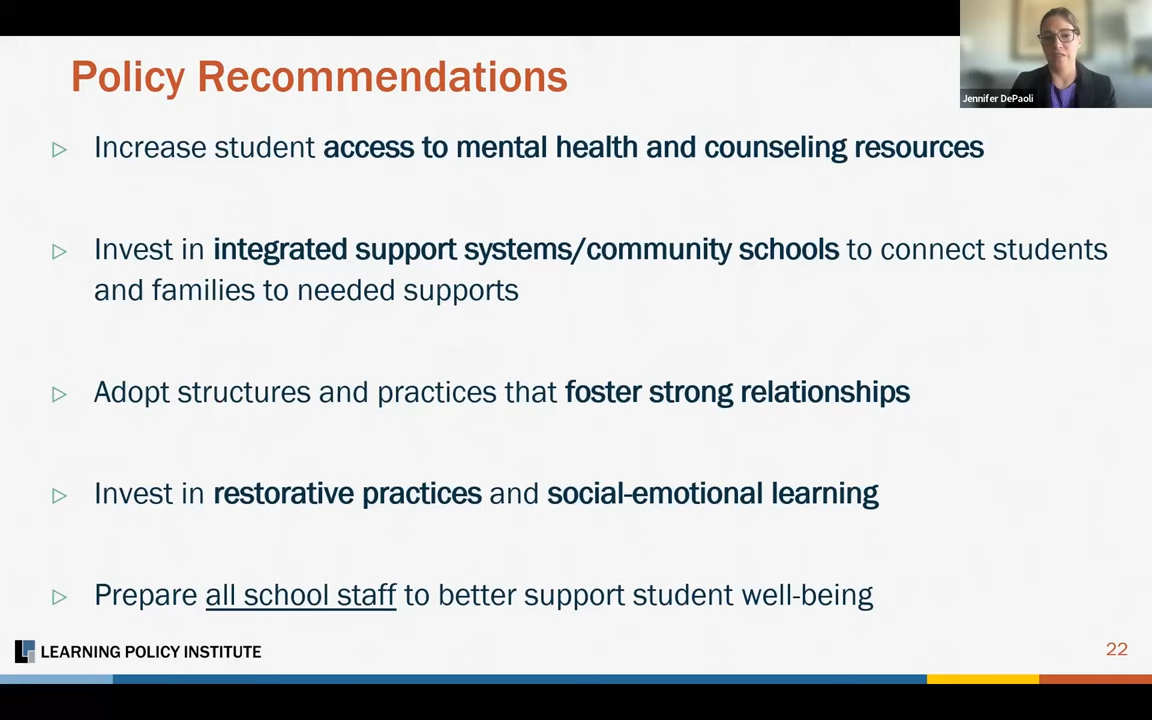 Policy Recommendations
Jennifer DePaoli
Increase student access to mental health and counseling resources
Invest in integrated support systems/community schools to connect students
and families to needed supports
Adopt structures and practices that foster strong relationships
Invest in restorative practices and social-emotional learning
Prepare all school staff to better support student well-being
LEARNING POLICY INSTITUTE
22